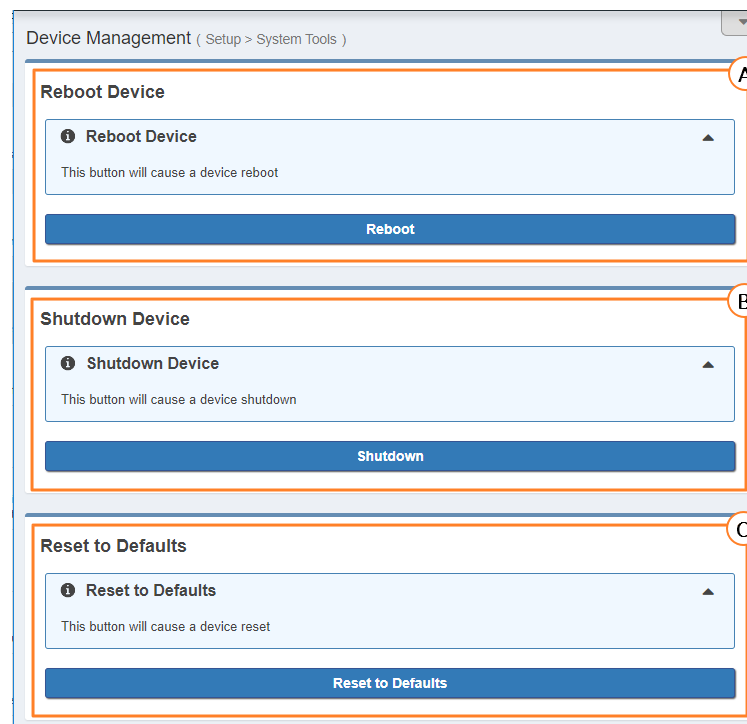 Device Management ( Setup > System Tools )
A
Reboot Device
Reboot Device
This button will cause a device reboot
Reboot
B
Shutdown Device
Shutdown Device
This button will cause a device shutdown
Shutdown
C
Reset to Defaults
Reset to Defaults
This button will cause a device reset
Reset to Defaults